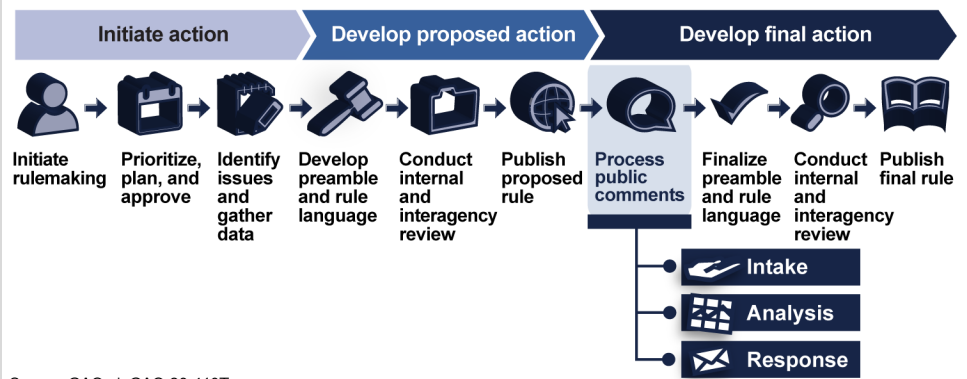 Initiate action
Develop proposed action
Develop final action
Initiate
rulemaking
Prioritize,
plan, and
approve
Identify
issues
and
gather
data
Develop
preamble
and rule
language
Conduct
internal
and
interagency
review
Publish
proposed
rule
Process
public
comments
Finalize
preamble
and rule
language
Conduct
internal
and
interagency
review
Publish
final rule
Intake
Analysis
Response